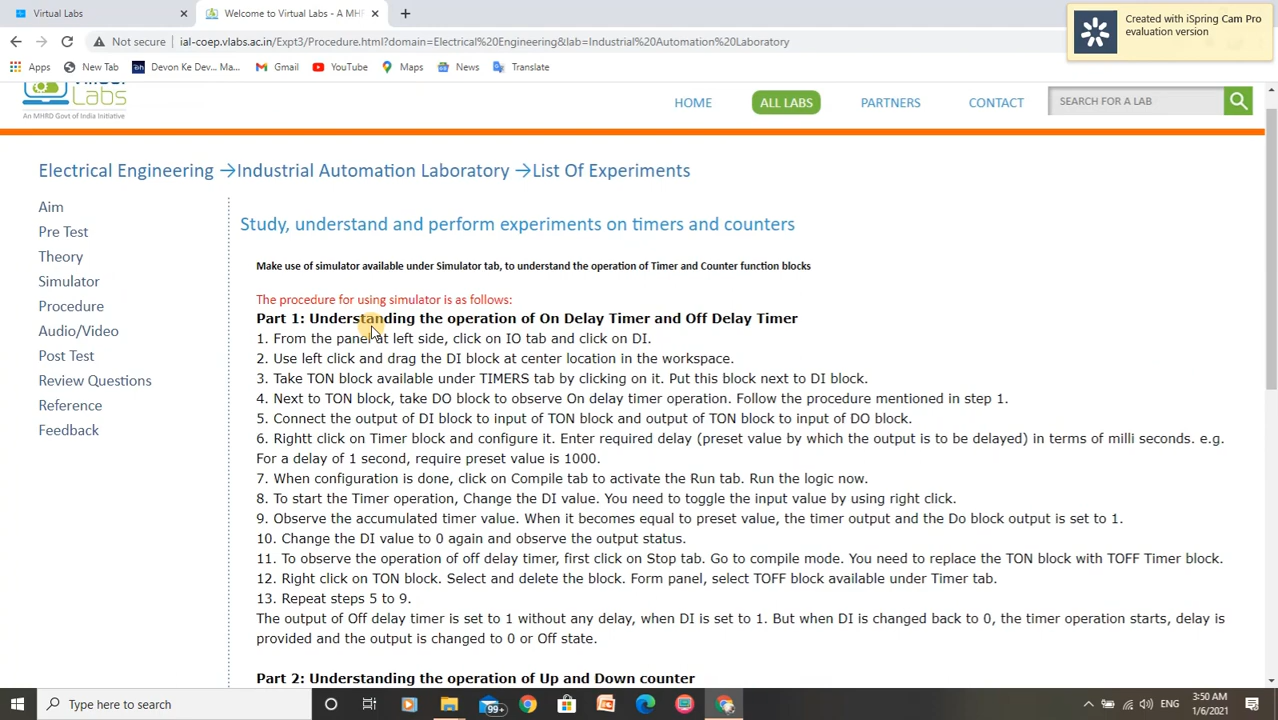 Virtual Labs
Welcome to Virtual Labs - A MHR
Created with iSpring Cam Pro
evaluation version
Not secure | ial-coep.vlabs.ac.in/Expt3/Procedure.html?domain=Electrical%20Engineering&lab=Industrial%20Automation%20Laboratory
Apps New Tab Devon Ke Dev... Ma... Gmail YouTube Maps News Translate
Labs
An MHRD Govt of India Initiative
HOME ALL LABS PARTNERS CONTACT SEARCH FOR A LAB
Electrical Engineering →Industrial Automation Laboratory →List Of Experiments
Aim
Pre Test
Theory
Simulator
Procedure
Audio/Video
Post Test
Review Questions
Reference
Feedback
Study, understand and perform experiments on timers and counters
Make use of simulator available under Simulator tab, to understand the operation of Timer and Counter function blocks
The procedure for using simulator is as follows:
Part 1: Understanding the operation of On Delay Timer and Off Delay Timer
1. From the panel at left side, click on IO tab and click on DI.
2. Use left click and drag the DI block at center location in the workspace.
3. Take TON block available under TIMERS tab by clicking on it. Put this block next to DI block.
4. Next to TON block, take DO block to observe On delay timer operation. Follow the procedure mentioned in step 1.
5. Connect the output of DI block to input of TON block and output of TON block to input of DO block.
6. Rightt click on Timer block and configure it. Enter required delay (preset value by which the output is to be delayed) in terms of milli seconds. e.g.
For a delay of 1 second, require preset value is 1000.
7. When configuration is done, click on Compile tab to activate the Run tab. Run the logic now.
8. To start the Timer operation, Change the DI value. You need to toggle the input value by using right click.
9. Observe the accumulated timer value. When it becomes equal to preset value, the timer output and the Do block output is set to 1.
10. Change the DI value to 0 again and observe the output status.
11. To observe the operation of off delay timer, first click on Stop tab. Go to compile mode. You need to replace the TON block with TOFF Timer block.
12. Right click on TON block. Select and delete the block. Form panel, select TOFF block available under Timer tab.
13. Repeat steps 5 to 9.
The output of Off delay timer is set to 1 without any delay, when DI is set to 1. But when DI is changed back to 0, the timer operation starts, delay is
provided and the output is changed to 0 or Off state.
Part 2: Understanding the operation of Up and Down counter
Type here to search
99+
ENG
3:50 AM
1/6/2021